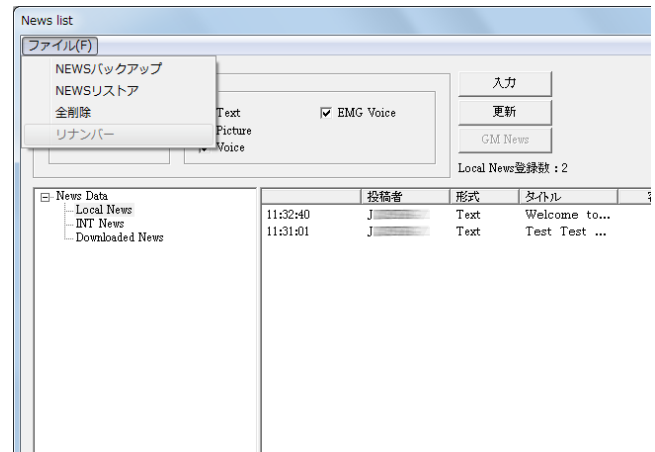 News list
ファイル(F)
NEWSバックアップ
NEWSリストア
全削除
リナンバー
Text
Picture
Voice
EMG Voice
入力
更新
GM News
Local News登録数：2
News Data
Local News
INT News
Downloaded News
投稿者 形式 タイトル
11:32:40 J Text Welcome to...
11:31:01 J Text Test Test ...